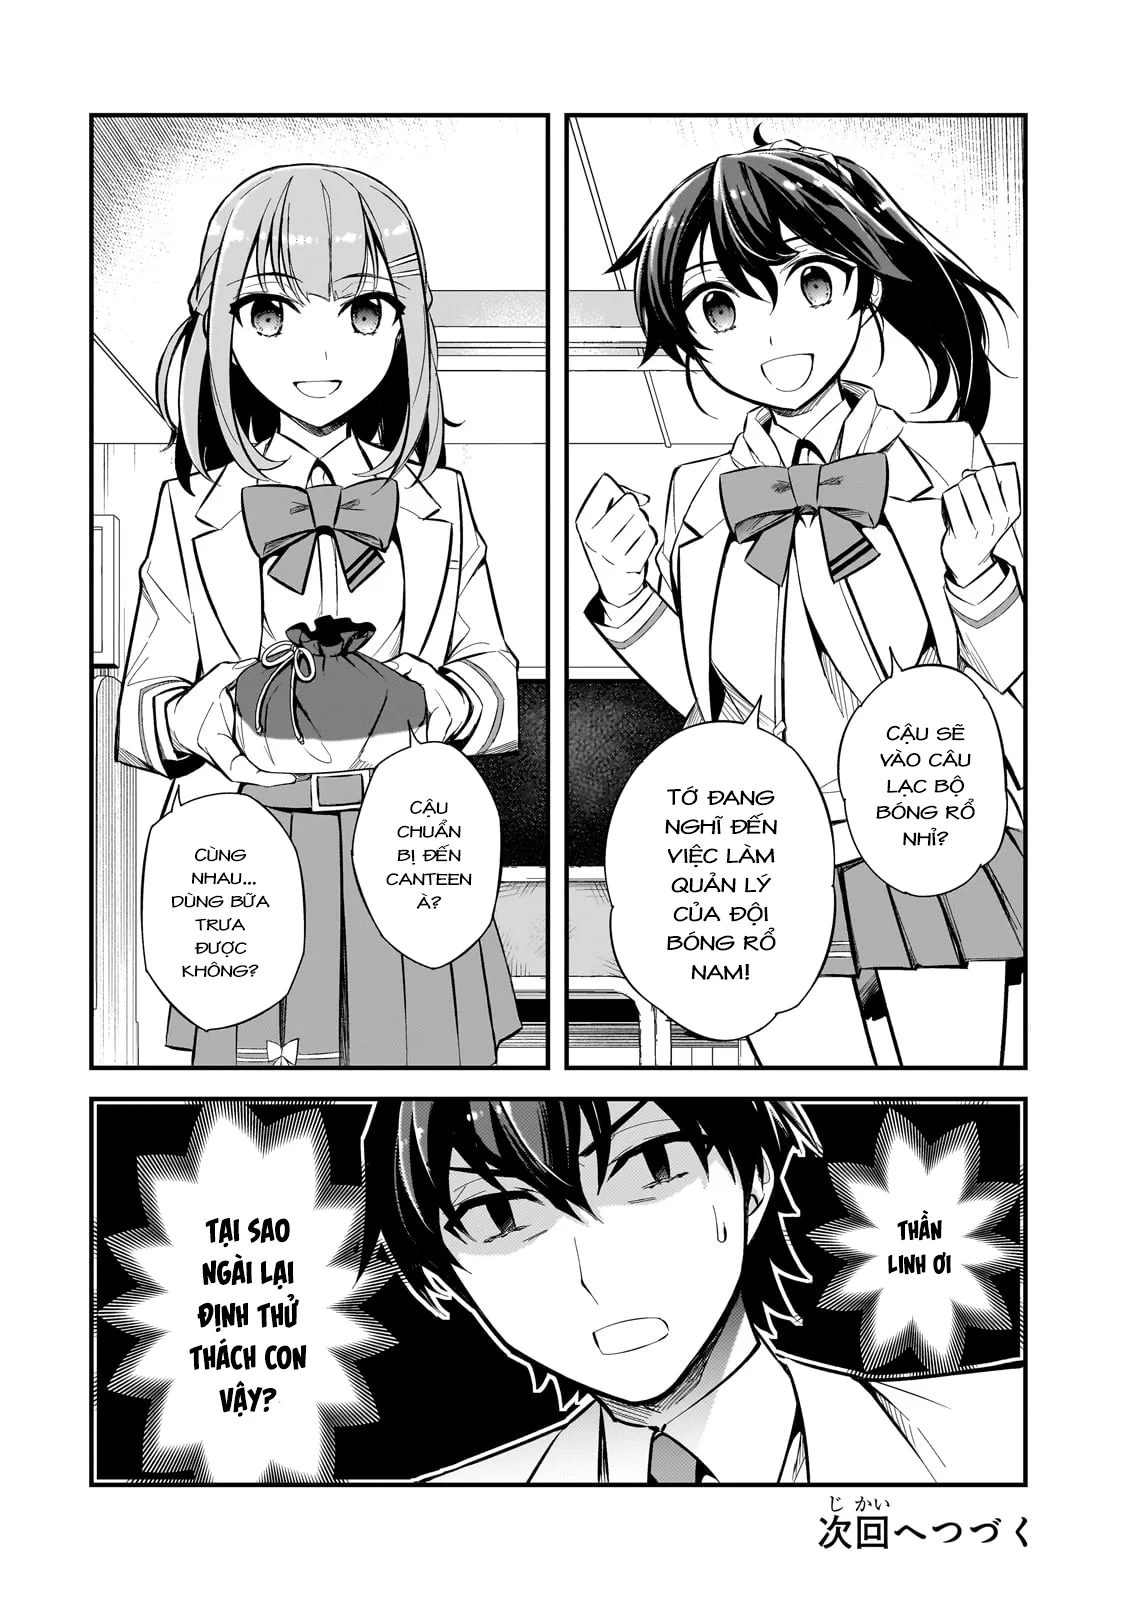 CẬU SẼ
VÀO CÂU
LẠC BỘ
BÓNG RỔ
NHỈ?
TỚ ĐANG
NGHĨ ĐẾN
VIỆC LÀM
QUẢN LÝ
CỦA ĐỘI
BÓNG RỔ
NAM!
CẬU
CHUẨN
BỊ ĐẾN
CANTEEN
À?
CÙNG
NHAU...
DÙNG BỮA
TRƯA
ĐƯỢC
KHÔNG?
THẦN
LINH ƠI
TẠI SAO
NGÀI LẠI
ĐỊNH THỬ
THÁCH CON
VẬY?
じ かい
次回へつづく